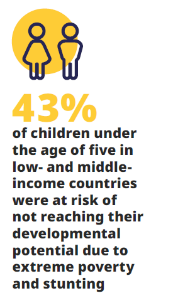 43%
of children under
the age of five in
low- and middle-
income countries
were at risk of
not reaching their
developmental
potential due to
extreme poverty
and stunting